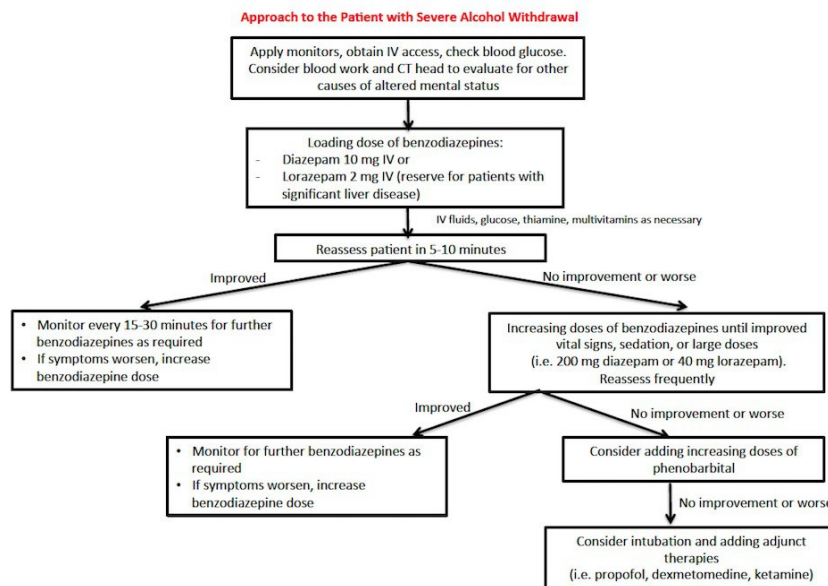 Approach to the Patient with Severe Alcohol Withdrawal
Apply monitors, obtain IV access, check blood glucose.
Consider blood work and CT head to evaluate for other
causes of altered mental status
Loading dose of benzodiazepines:
- Diazepam 10 mg IV or
- Lorazepam 2 mg IV (reserve for patients with
significant liver disease)
IV fluids, glucose, thiamine, multivitamins as necessary
Reassess patient in 5-10 minutes
Improved
No improvement or worse
• Monitor every 15-30 minutes for further
benzodiazepines as required
• If symptoms worsen, increase
benzodiazepine dose
Increasing doses of benzodiazepines until improved
vital signs, sedation, or large doses
(i.e. 200 mg diazepam or 40 mg lorazepam).
Reassess frequently
Improved
No improvement or worse
• Monitor for further benzodiazepines as
required
• If symptoms worsen, increase
benzodiazepine dose
Consider adding increasing doses of
phenobarbital
No improvement or worse
Consider intubation and adding adjunct
therapies
(i.e. propofol, dexmetomedine, ketamine)